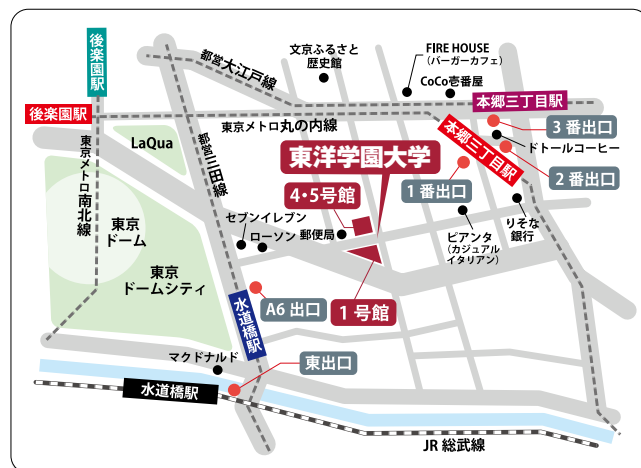 後楽園駅
後楽園駅
東京メトロ南北線
都営大江戸線
文京ふるさと
歴史館
FIRE HOUSE
(バーガーカフェ)
CoCo壱番屋
本郷三丁目駅
東京メトロ丸の内線
本郷三丁目駅
3番出口
ドトールコーヒー
2番出口
1番出口
LaQua
都営三田線
東洋学園大学
4・5号館
セブンイレブン
ローソン
郵便局
ピアンタ
(カジュアル
イタリアン)
りそな
銀行
東京
ドーム
東京
ドームシティ
水道橋駅
A6 出口
1号館
マクドナルド
東出口
水道橋駅
JR 総武線